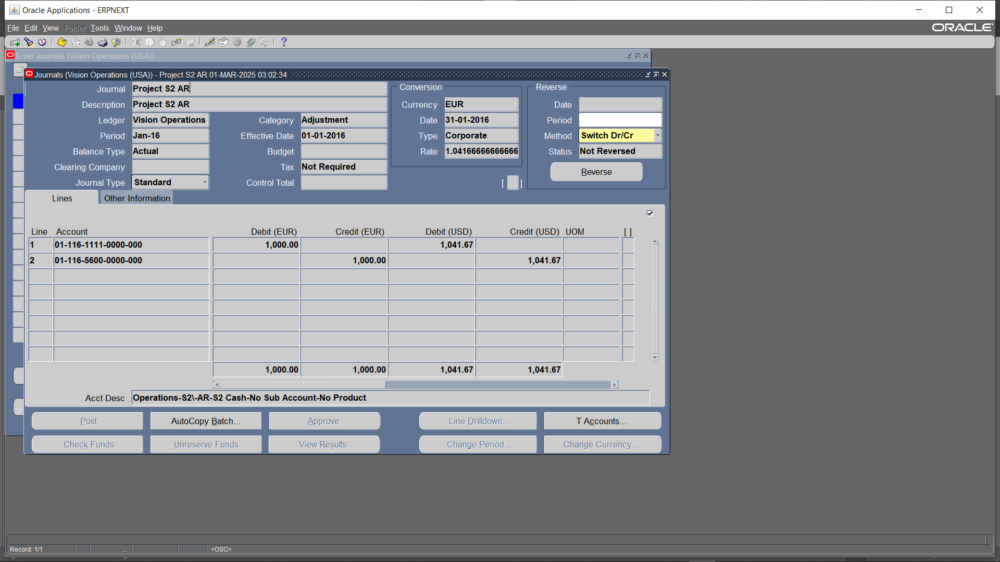 Oracle Applications - ERPNEXT
File Edit View Folder Tools Window Help
ORACLE
Enter Journals (Vision Operations (USA))
Journals (Vision Operations (USA)) - Project S2 AR 01-MAR-2025 03:02:34
Journal Project S2 AR
Description Project S2 AR
Ledger Vision Operations Category Adjustment
Period Jan-16 Effective Date 01-01-2016
Balance Type Actual Budget
Clearing Company Tax Not Required
Journal Type Standard Control Total
Conversion
Currency EUR
Date 31-01-2016
Type Corporate
Rate 1.04166666666666
[ ]
Reverse
Date
Period
Method Switch Dr/Cr
Status Not Reversed
Reverse
Lines Other Information
Line Account Debit (EUR) Credit (EUR) Debit (USD) Credit (USD) UOM [ ]
1 01-116-1111-0000-000 1,000.00 1,041.67
2 01-116-5600-0000-000 1,000.00 1,041.67
1,000.00 1,000.00 1,041.67 1,041.67
Acct Desc Operations-S2\-AR-S2 Cash-No Sub Account-No Product
Post AutoCopy Batch... Approve Line Drilldown... T Accounts...
Check Funds Unreserve Funds View Results Change Period... Change Currency...
Record: 1/1 ... <OSC>